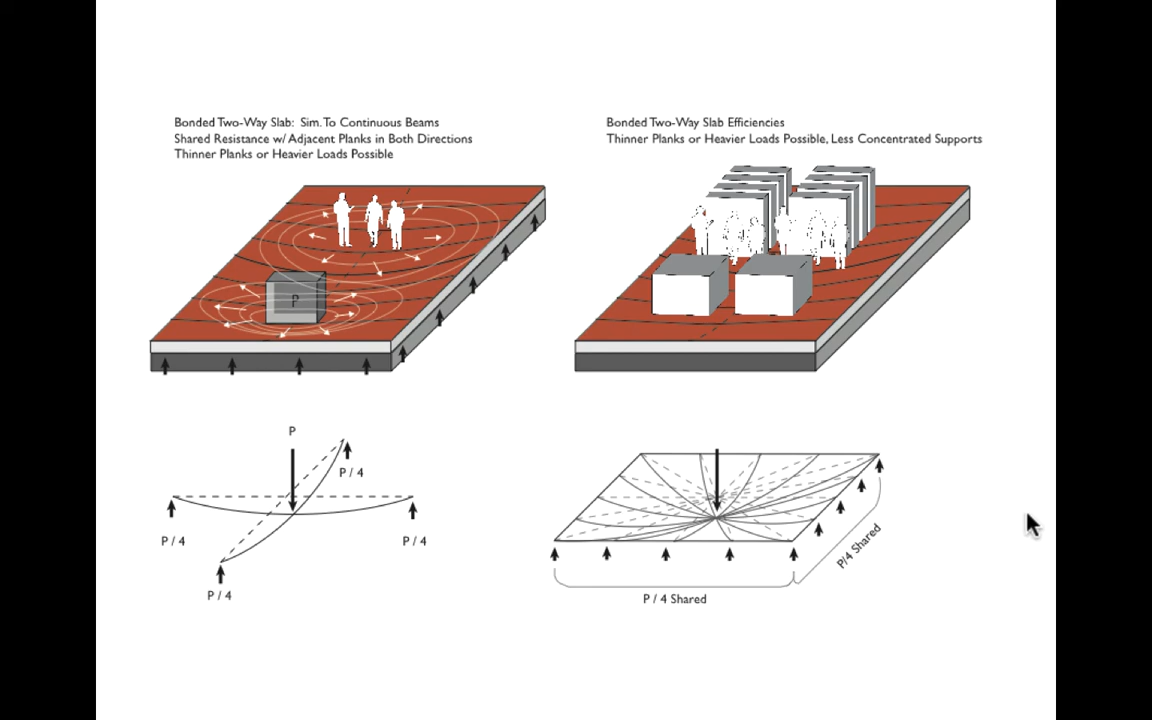 Bonded Two-Way Slab: Sim. To Continuous Beams
Shared Resistance w/ Adjacent Planks in Both Directions
Thinner Planks or Heavier Loads Possible
Bonded Two-Way Slab Efficiencies
Thinner Planks or Heavier Loads Possible, Less Concentrated Supports
P
P
P / 4
P / 4
P / 4
P / 4
P/4 Shared
P / 4 Shared